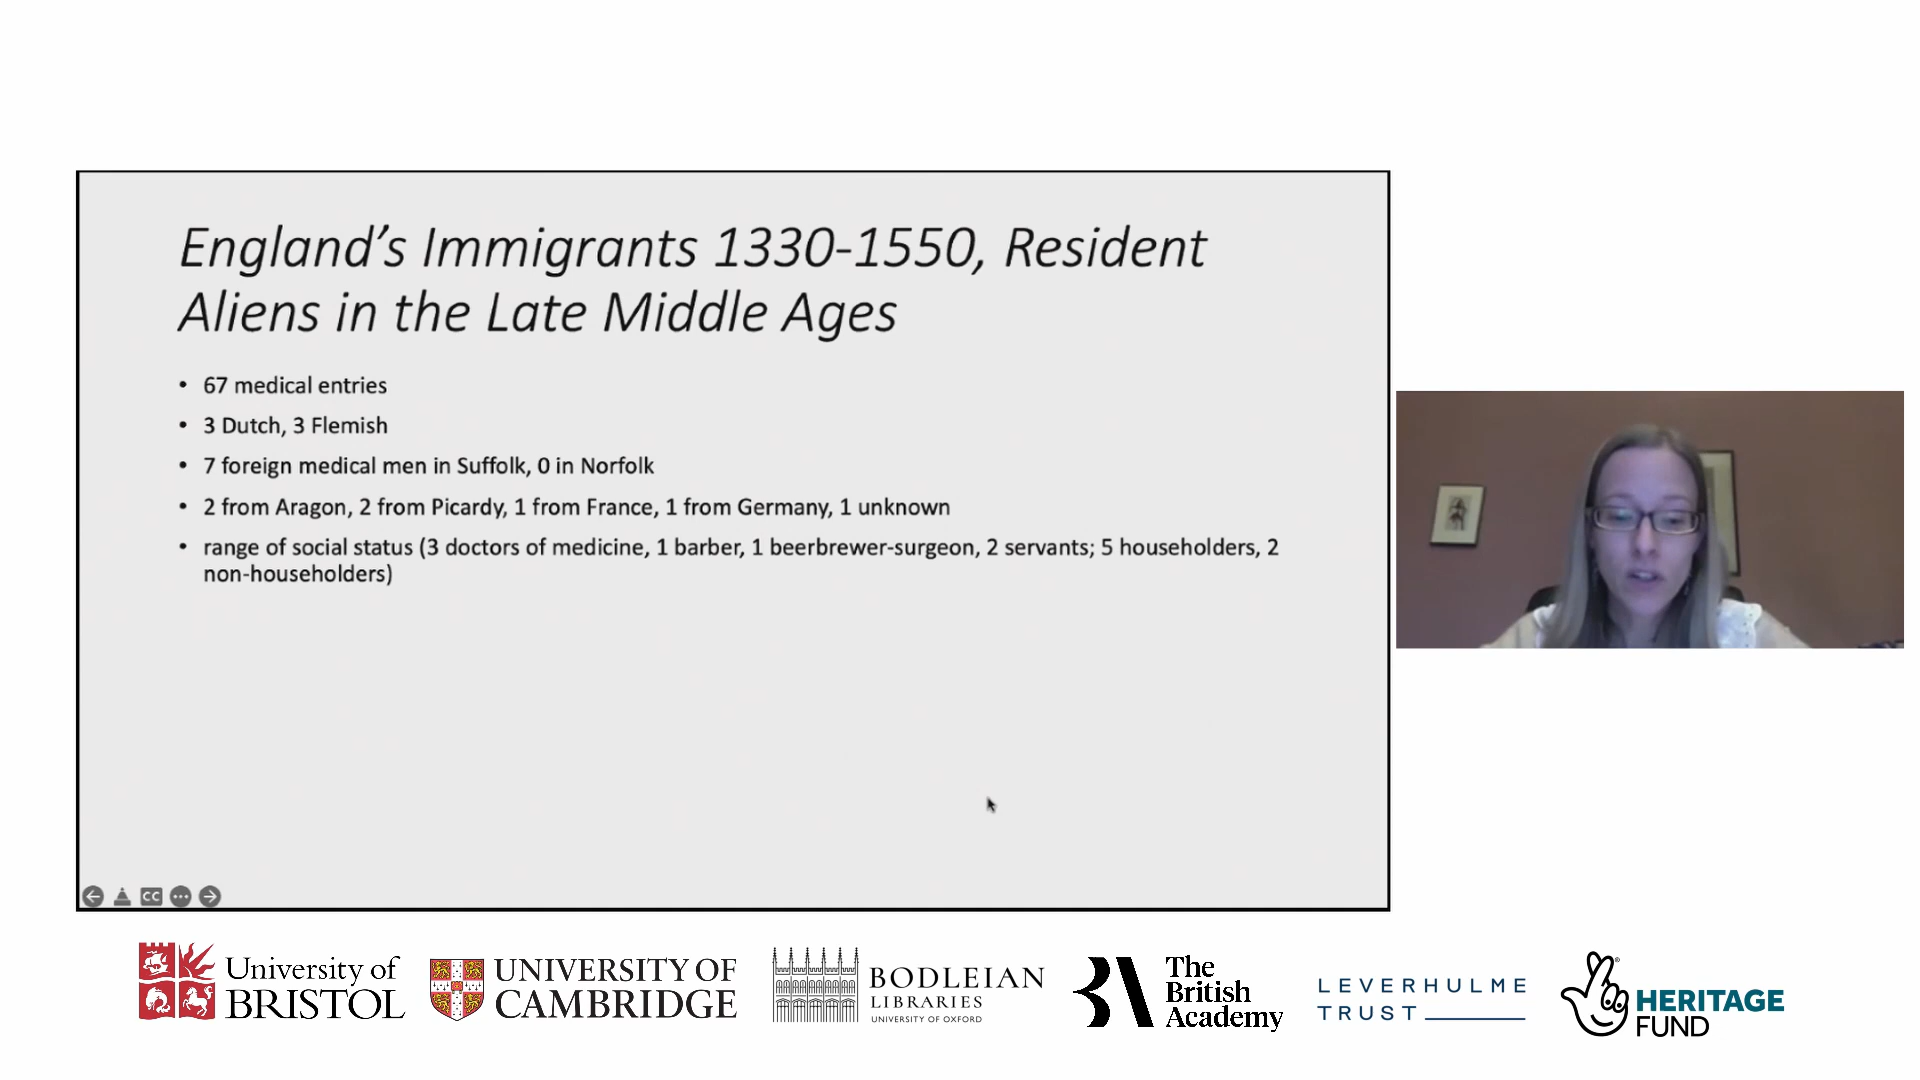 England’s Immigrants 1330-1550, Resident
Aliens in the Late Middle Ages
• 67 medical entries
• 3 Dutch, 3 Flemish
• 7 foreign medical men in Suffolk, 0 in Norfolk
• 2 from Aragon, 2 from Picardy, 1 from France, 1 from Germany, 1 unknown
• range of social status (3 doctors of medicine, 1 barber, 1 beerbrewer-surgeon, 2 servants; 5 householders, 2
non-householders)
CC
University of
BRISTOL
UNIVERSITY OF
CAMBRIDGE
BODLEIAN
LIBRARIES
UNIVERSITY OF OXFORD
The
British
Academy
LEVERHULME
TRUST
HERITAGE
FUND